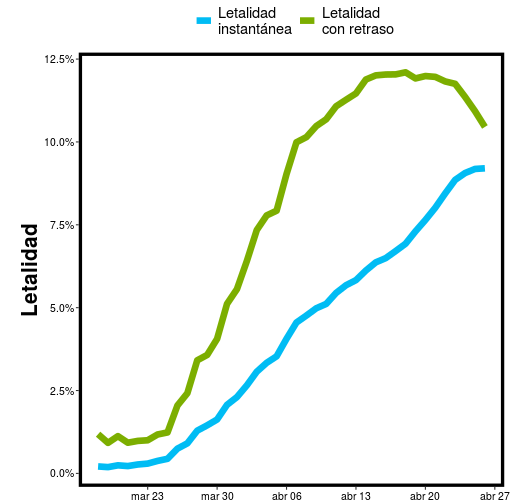 Letalidad instantánea
Letalidad con retraso
12.5%
10.0%
7.5%
5.0%
2.5%
0.0%
Letalidad
mar 23
mar 30
abr 06
abr 13
abr 20
abr 27